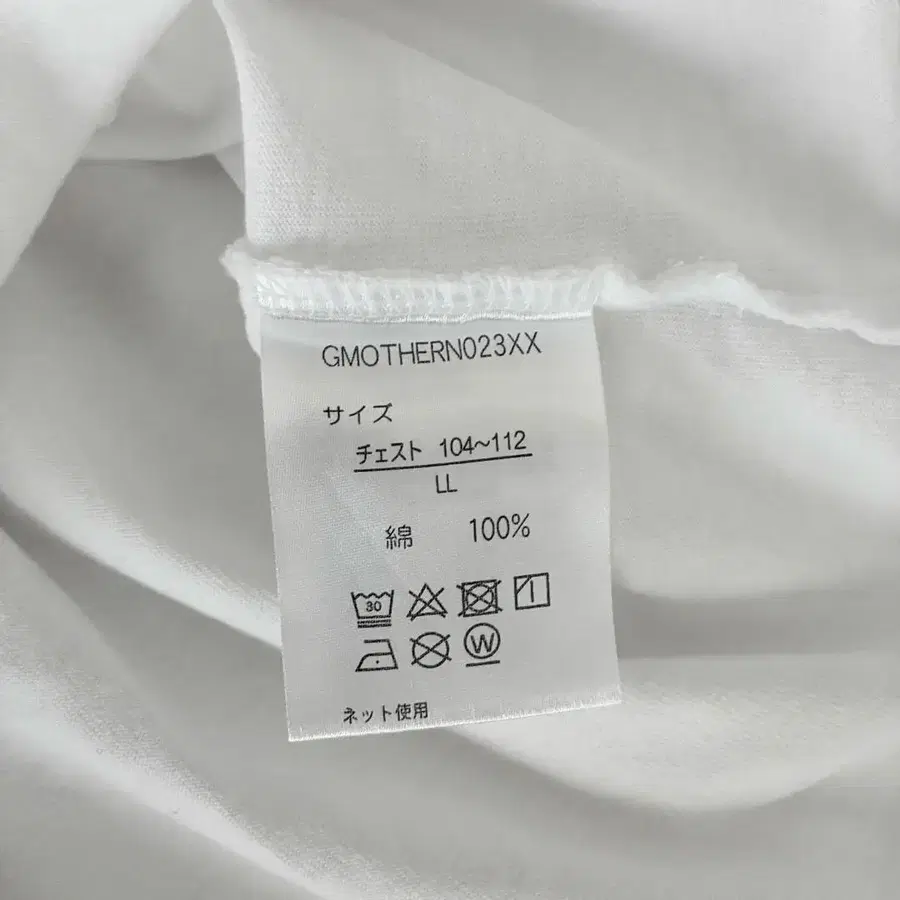 GMOTHERN023XX
サイズ
チェスト 104~112
LL
綿 100%
30
W
ネット使用